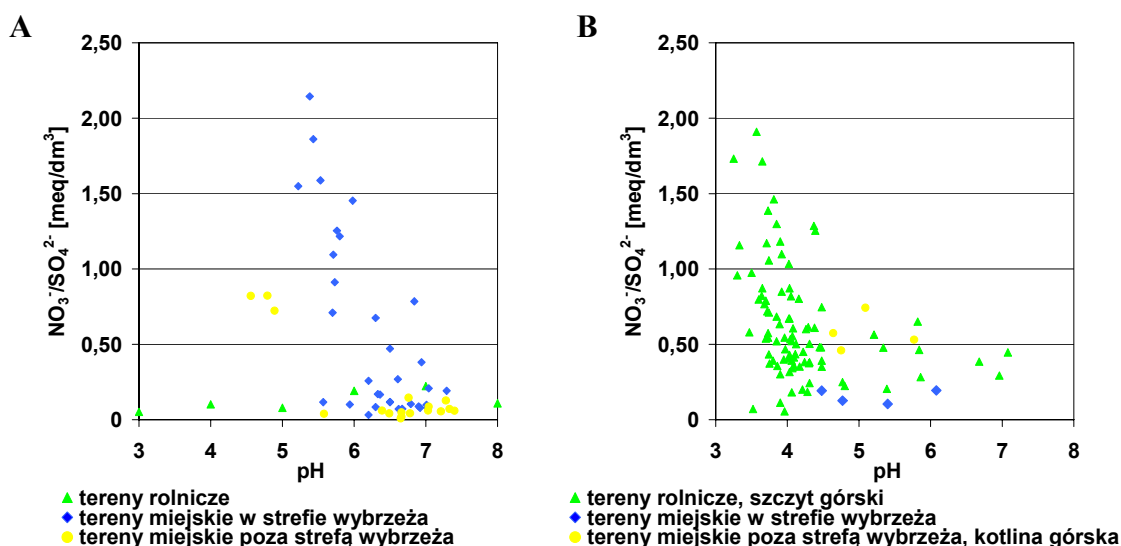 A
2,50
2,00
1,50
1,00
0,50
0
NO₃⁻/SO₄²⁻ [meq/dm³]
3 4 5 6 7 8
pH
tereny rolnicze
tereny miejskie w strefie wybrzeża
tereny miejskie poza strefą wybrzeża
B
2,50
2,00
1,50
1,00
0,50
0
NO₃⁻/SO₄²⁻ [meq/dm³]
3 4 5 6 7 8
pH
tereny rolnicze, szczyt górski
tereny miejskie w strefie wybrzeża
tereny miejskie poza strefą wybrzeża, kotlina górska